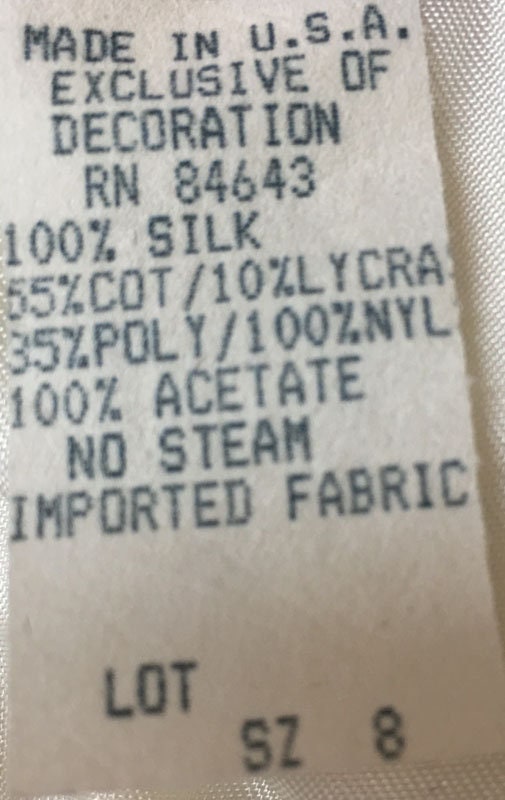 MADE IN U.S.A.
EXCLUSIVE OF
DECORATION
RN 84643
100% SILK
65%COT/10%LYCRA
35%POLY/100%NYL
100% ACETATE
NO STEAM
IMPORTED FABRIC
LOT
SZ 8